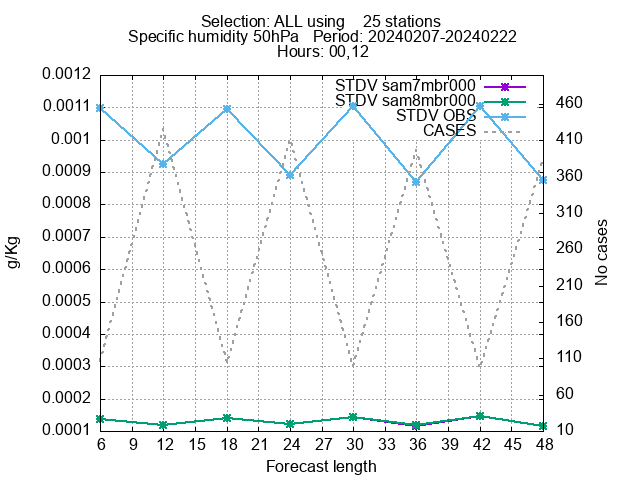 Selection: ALL using    25 stations
Specific humidity 50hPa   Period: 20240207-20240222
Hours: 00,12
STDV sam7mbr000
STDV sam8mbr000
STDV OBS
CASES
0.0012
0.0011
0.001
0.0009
0.0008
0.0007
0.0006
0.0005
0.0004
0.0003
0.0002
0.0001
g/Kg
460
410
360
310
260
210
160
110
60
10
No cases
6 9 12 15 18 21 24 27 30 33 36 39 42 45 48
Forecast length